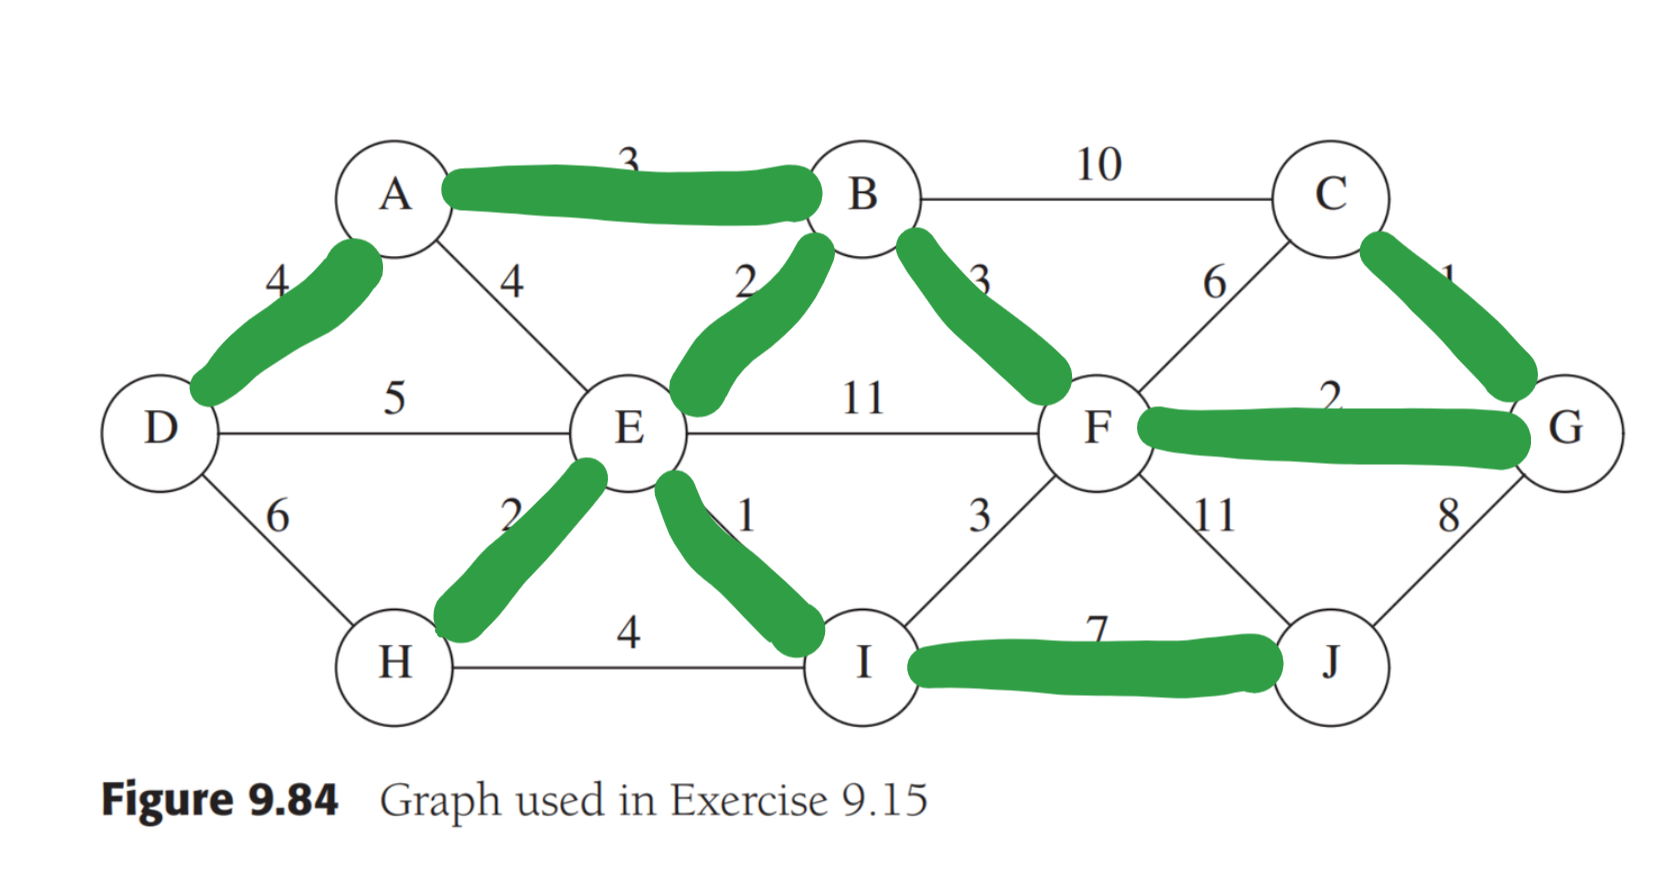 3 10
A B C
4 4 2 3 6 1
5 11 2
D E F G
6 2 1 3 11 8
4 7
H I J
Figure 9.84 Graph used in Exercise 9.15